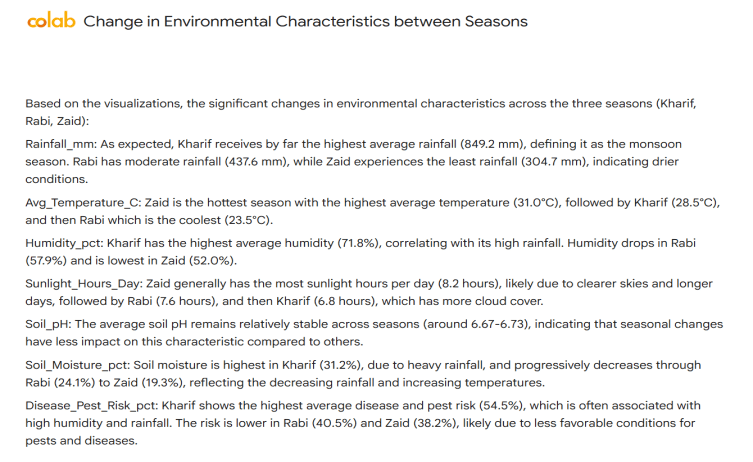 colab Change in Environmental Characteristics between Seasons
Based on the visualizations, the significant changes in environmental characteristics across the three seasons (Kharif,
Rabi, Zaid):
Rainfall_mm: As expected, Kharif receives by far the highest average rainfall (849.2 mm), defining it as the monsoon
season. Rabi has moderate rainfall (437.6 mm), while Zaid experiences the least rainfall (304.7 mm), indicating drier
conditions.
Avg_Temperature_C: Zaid is the hottest season with the highest average temperature (31.0°C), followed by Kharif (28.5°C),
and then Rabi which is the coolest (23.5°C).
Humidity_pct: Kharif has the highest average humidity (71.8%), correlating with its high rainfall. Humidity drops in Rabi
(57.9%) and is lowest in Zaid (52.0%).
Sunlight_Hours_Day: Zaid generally has the most sunlight hours per day (8.2 hours), likely due to clearer skies and longer
days, followed by Rabi (7.6 hours), and then Kharif (6.8 hours), which has more cloud cover.
Soil_pH: The average soil pH remains relatively stable across seasons (around 6.67-6.73), indicating that seasonal changes
have less impact on this characteristic compared to others.
Soil_Moisture_pct: Soil moisture is highest in Kharif (31.2%), due to heavy rainfall, and progressively decreases through
Rabi (24.1%) to Zaid (19.3%), reflecting the decreasing rainfall and increasing temperatures.
Disease_Pest_Risk_pct: Kharif shows the highest average disease and pest risk (54.5%), which is often associated with
high humidity and rainfall. The risk is lower in Rabi (40.5%) and Zaid (38.2%), likely due to less favorable conditions for
pests and diseases.